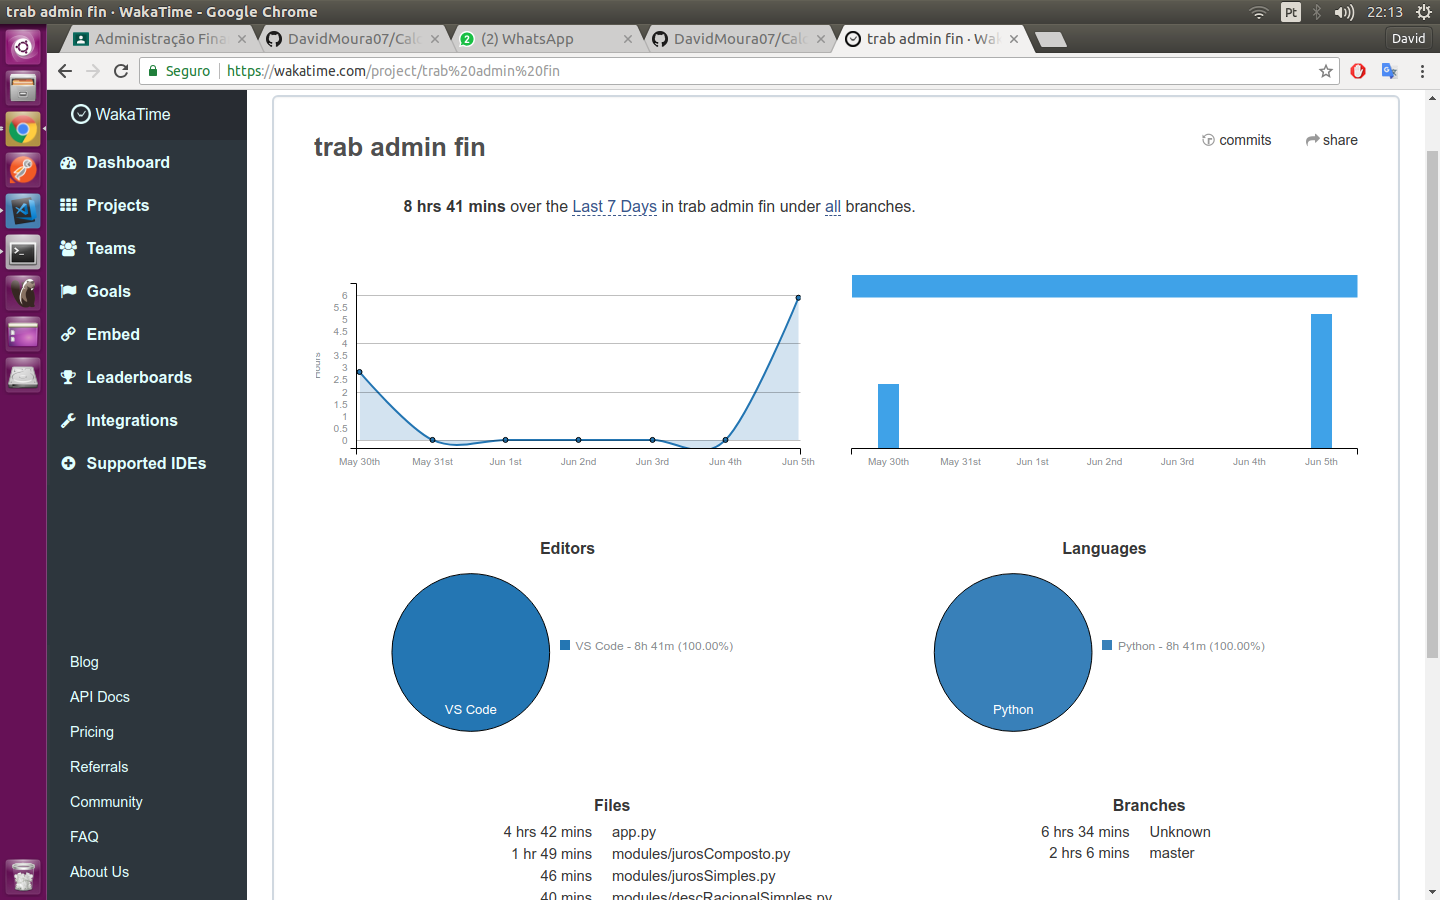 trab admin fin · WakaTime - Google Chrome
Pt
22:13
Administração Fina
DavidMoura07/Calc
(2) WhatsApp
DavidMoura07/Calc
trab admin fin · Wak
David
Seguro
https://wakatime.com/project/trab%20admin%20fin
WakaTime
Dashboard
Projects
Teams
Goals
Embed
Leaderboards
Integrations
Supported IDEs
Blog
API Docs
Pricing
Referrals
Community
FAQ
About Us
trab admin fin
commits
share
8 hrs 41 mins over the Last 7 Days in trab admin fin under all branches.
Hours
6
5.5
5
4.5
4
3.5
3
2.5
2
1.5
1
0.5
0
May 30th
May 31st
Jun 1st
Jun 2nd
Jun 3rd
Jun 4th
Jun 5th
May 30th
May 31st
Jun 1st
Jun 2nd
Jun 3rd
Jun 4th
Jun 5th
Editors
VS Code
VS Code - 8h 41m (100.00%)
Languages
Python
Python - 8h 41m (100.00%)
Files
4 hrs 42 mins app.py
1 hr 49 mins modules/jurosComposto.py
46 mins modules/jurosSimples.py
40 mins modules/descRacionalSimples.py
Branches
6 hrs 34 mins Unknown
2 hrs 6 mins master